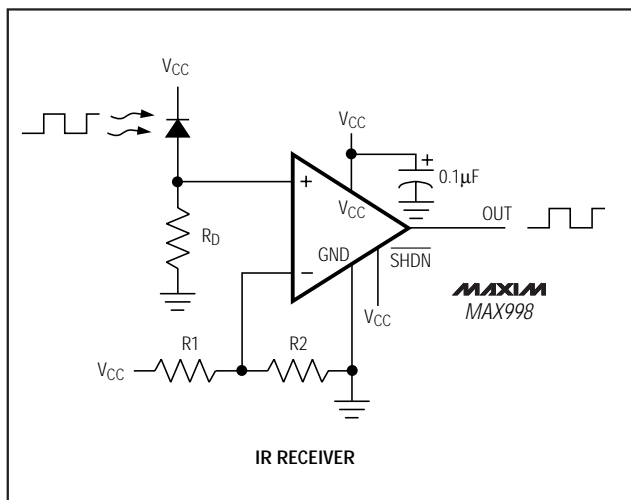 VCC
VCC
+
+
0.1µF
VCC
OUT
RD
GND
SHDN
−
MAXIM
MAX998
VCC
R1
R2
VCC
IR RECEIVER